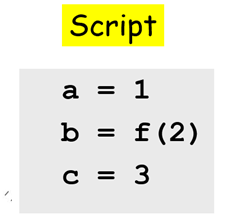 Script
a = 1
b = f(2)
c = 3